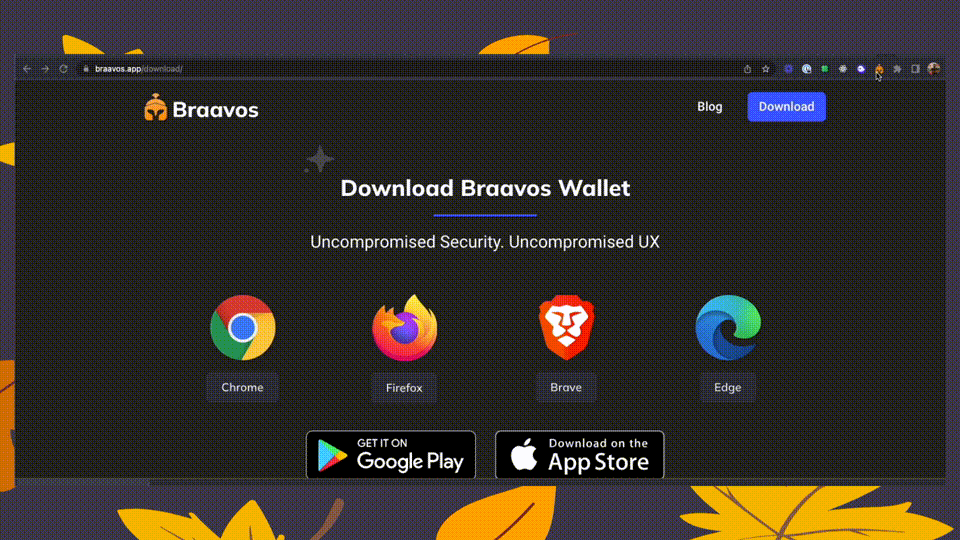 braavos.app/download/
Braavos
Blog
Download
Download Braavos Wallet
Uncompromised Security. Uncompromised UX
Chrome
Firefox
Brave
Edge
GET IT ON
Google Play
Download on the
App Store